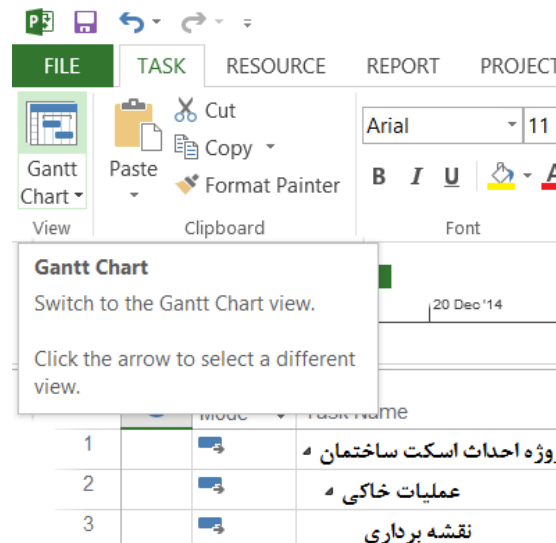 FILE TASK RESOURCE REPORT PROJECT
Cut
Copy
Format Painter
Paste
Gantt
Chart
Arial 11
B I U A
View Clipboard Font
Gantt Chart
Switch to the Gantt Chart view.
Click the arrow to select a different
view.
20 Dec '14
Mode Task Name
1 روژه احداث اسکت ساختمان
2 عملیات خاکی
3 نقشه برداری